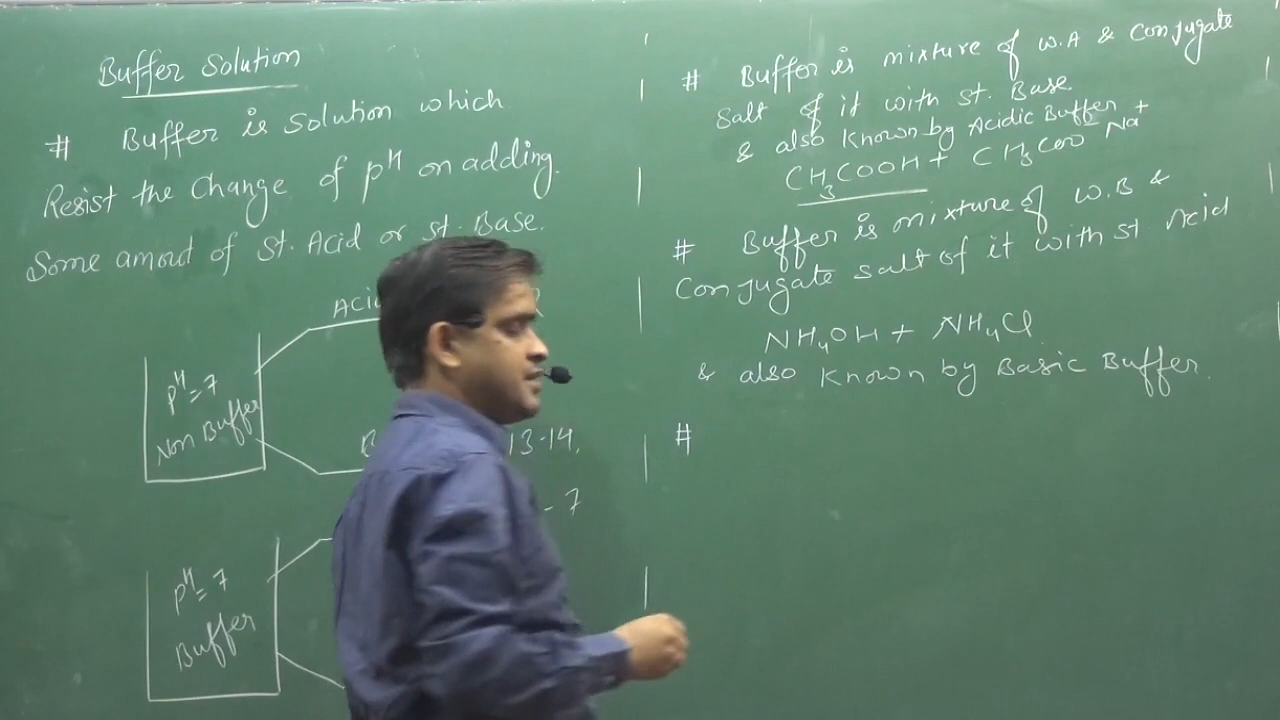 Buffer Solution
# Buffer is solution which
Resist the Change of pH on adding.
Some amout of St. Acid or st. Base.
pH = 7
Non Buffer
13-14.
- 7
pH = 7
Buffer
# Buffer is mixture of W.A & Conjugate
Salt of it with St. Base.
& also Known by Acidic Buffer
CH3COOH + CH3COO⁻ Na⁺
# Buffer is mixture of W.B &
Conjugate salt of it with st Acid
NH4OH + NH4Cl
& also Known by Basic Buffer.
#